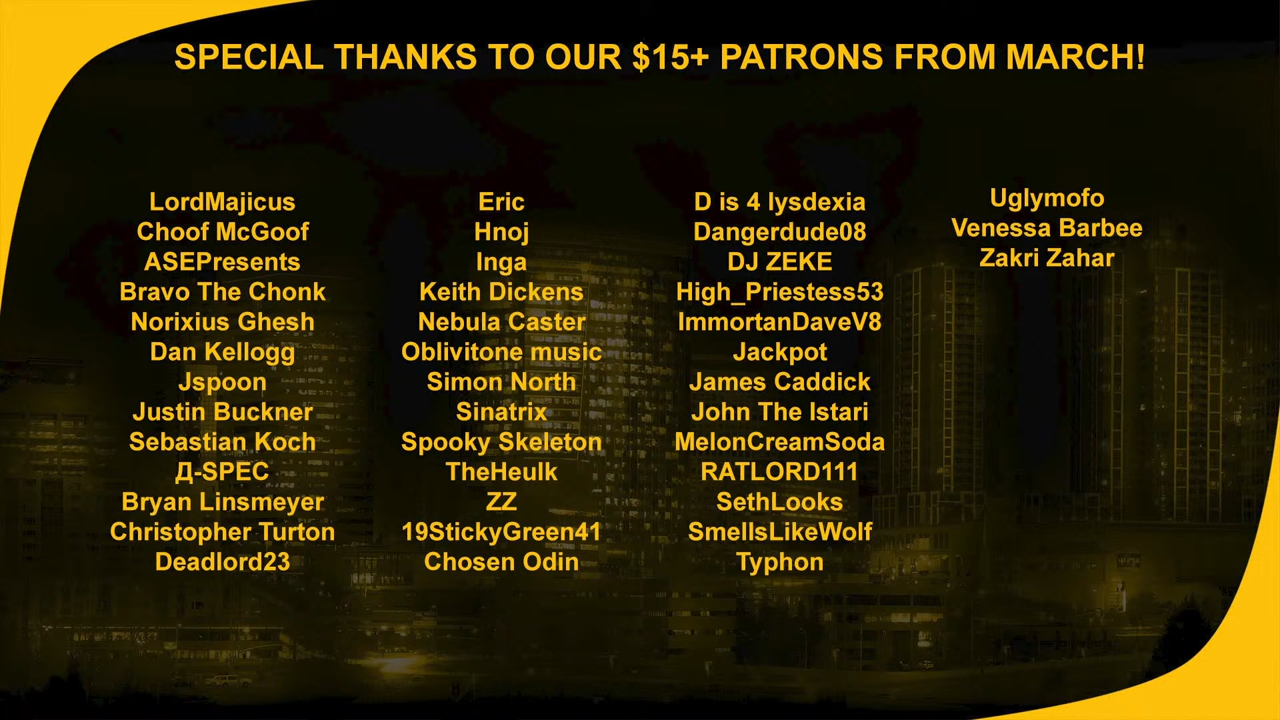 SPECIAL THANKS TO OUR $15+ PATRONS FROM MARCH!
LordMajicus
Choof McGoof
ASEPresents
Bravo The Chonk
Norixius Ghesh
Dan Kellogg
Jspoon
Justin Buckner
Sebastian Koch
Д-SPEC
Bryan Linsmeyer
Christopher Turton
Deadlord23
Eric
Hnoj
Inga
Keith Dickens
Nebula Caster
Oblivitone music
Simon North
Sinatrix
Spooky Skeleton
TheHeulk
ZZ
19StickyGreen41
Chosen Odin
D is 4 lysdexia
Dangerdude08
DJ ZEKE
High_Priestess53
ImmortanDaveV8
Jackpot
James Caddick
John The Istari
MelonCreamSoda
RATLORD111
SethLooks
SmellsLikeWolf
Typhon
Uglymofo
Venessa Barbee
Zakri Zahar